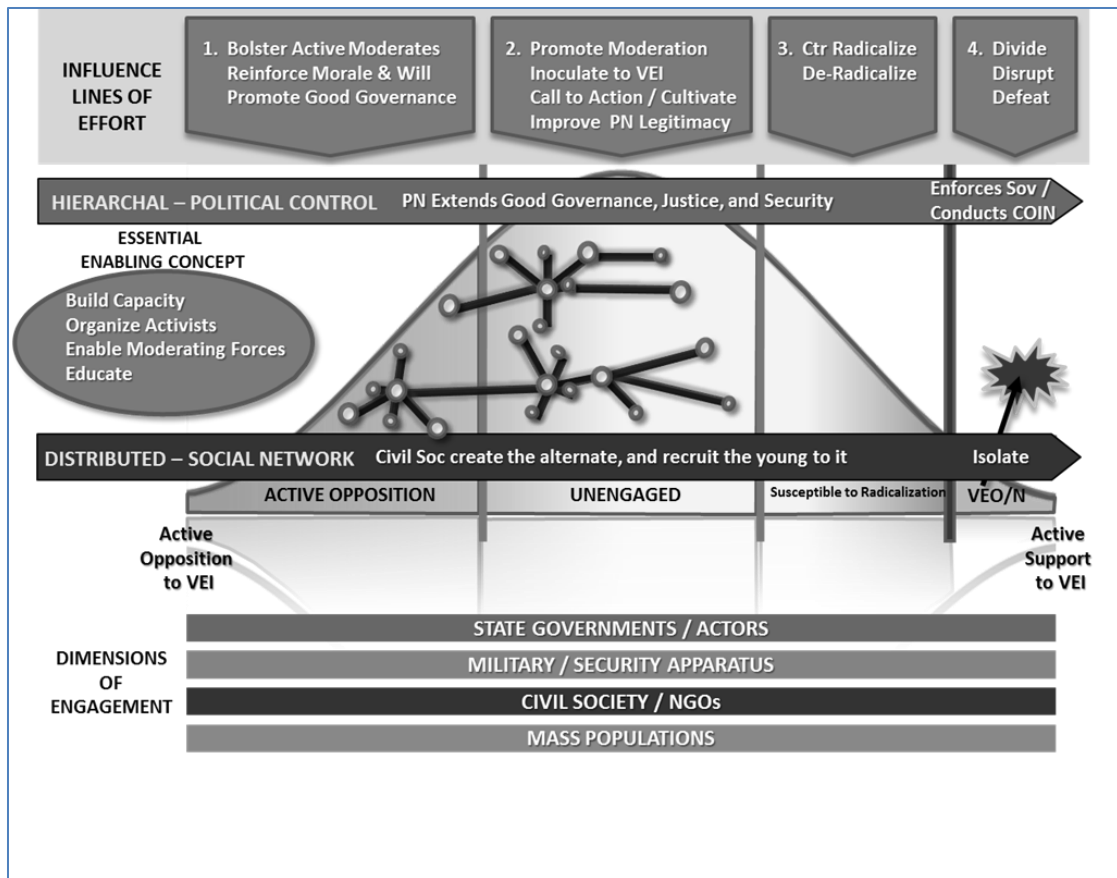 INFLUENCE
LINES OF
EFFORT
1. Bolster Active Moderates
Reinforce Morale & Will
Promote Good Governance
2. Promote Moderation
Inoculate to VEI
Call to Action / Cultivate
Improve PN Legitimacy
3. Ctr Radicalize
De-Radicalize
4. Divide
Disrupt
Defeat
HIERARCHAL – POLITICAL CONTROL
PN Extends Good Governance, Justice, and Security
Enforces Sov /
Conducts COIN
ESSENTIAL
ENABLING CONCEPT
Build Capacity
Organize Activists
Enable Moderating Forces
Educate
DISTRIBUTED – SOCIAL NETWORK
Civil Soc create the alternate, and recruit the young to it
Isolate
ACTIVE OPPOSITION
UNENGAGED
Susceptible to Radicalization
VEO/N
Active
Opposition
to VEI
Active
Support
to VEI
DIMENSIONS
OF
ENGAGEMENT
STATE GOVERNMENTS / ACTORS
MILITARY / SECURITY APPARATUS
CIVIL SOCIETY / NGOs
MASS POPULATIONS